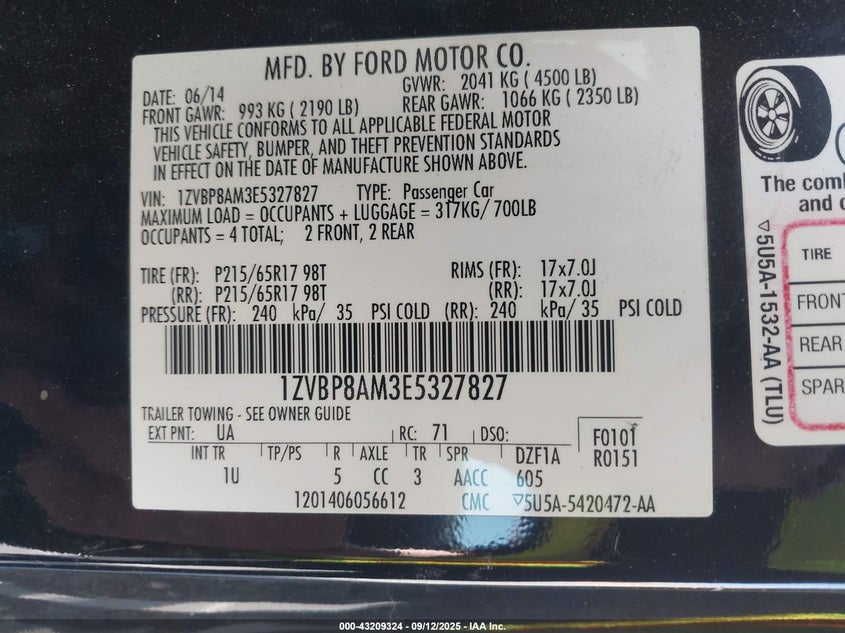 MFD. BY FORD MOTOR CO.
DATE: 06/14 GVWR: 2041 KG ( 4500 LB)
FRONT GAWR: 993 KG ( 2190 LB) REAR GAWR: 1066 KG ( 2350 LB)
THIS VEHICLE CONFORMS TO ALL APPLICABLE FEDERAL MOTOR
VEHICLE SAFETY, BUMPER, AND THEFT PREVENTION STANDARDS
IN EFFECT ON THE DATE OF MANUFACTURE SHOWN ABOVE.
VIN: 1ZVBP8AM3E5327827 TYPE: Passenger Car
MAXIMUM LOAD = OCCUPANTS + LUGGAGE = 317KG/ 700LB
OCCUPANTS = 4 TOTAL; 2 FRONT, 2 REAR
TIRE (FR): P215/65R17 98T RIMS (FR): 17x7.0J
(RR): P215/65R17 98T (RR): 17x7.0J
PRESSURE (FR): 240 kPa/ 35 PSI COLD (RR): 240 kPa/ 35 PSI COLD
1ZVBP8AM3E5327827
TRAILER TOWING - SEE OWNER GUIDE
EXT PNT: UA RC: 71 DSO: F0101
INT TR TP/PS R AXLE TR SPR DZF1A R0151
1U 5 CC 3 AACC 605
1201406056612 CMC ▽5U5A-5420472-AA
The comb
and c
▽5U5A-1532-AA (TLU)
TIRE
FRONT
REAR
SPAR
000-43209324 - 09/12/2025 - IAA Inc.